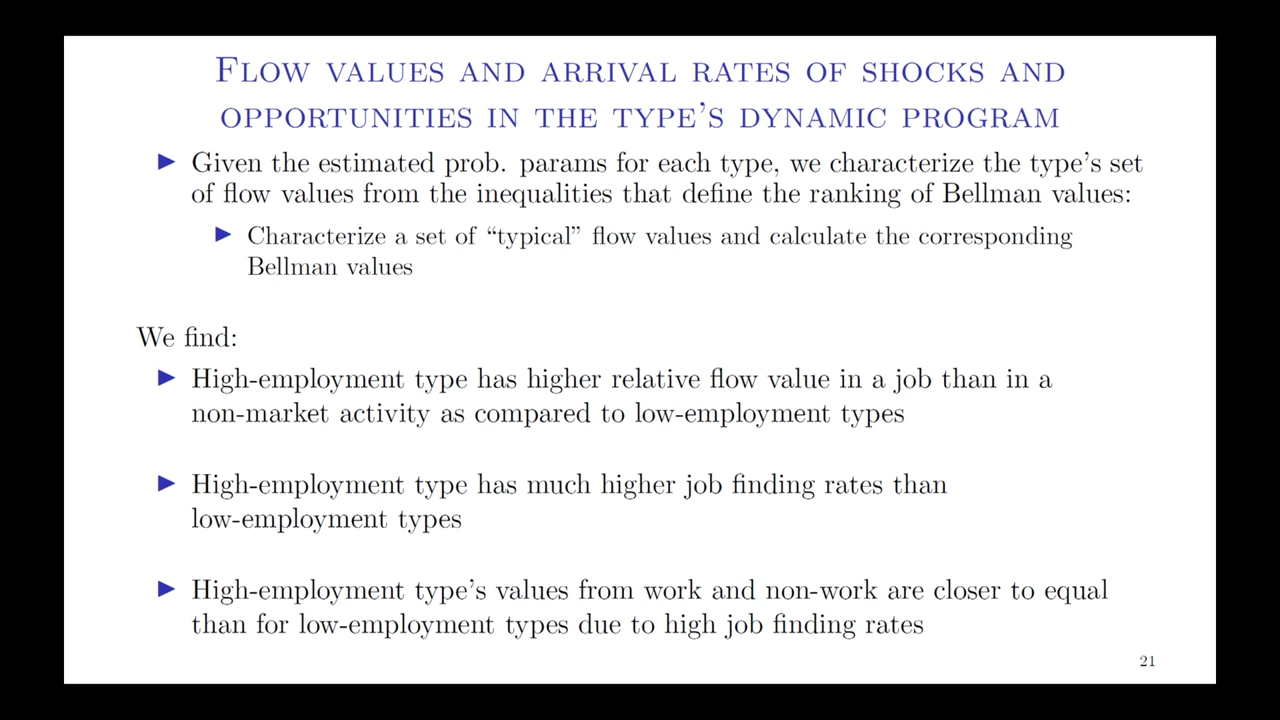 Flow values and arrival rates of shocks and
opportunities in the type's dynamic program
▶ Given the estimated prob. params for each type, we characterize the type's set
of flow values from the inequalities that define the ranking of Bellman values:
▶ Characterize a set of “typical” flow values and calculate the corresponding
Bellman values
We find:
▶ High-employment type has higher relative flow value in a job than in a
non-market activity as compared to low-employment types
▶ High-employment type has much higher job finding rates than
low-employment types
▶ High-employment type's values from work and non-work are closer to equal
than for low-employment types due to high job finding rates
21